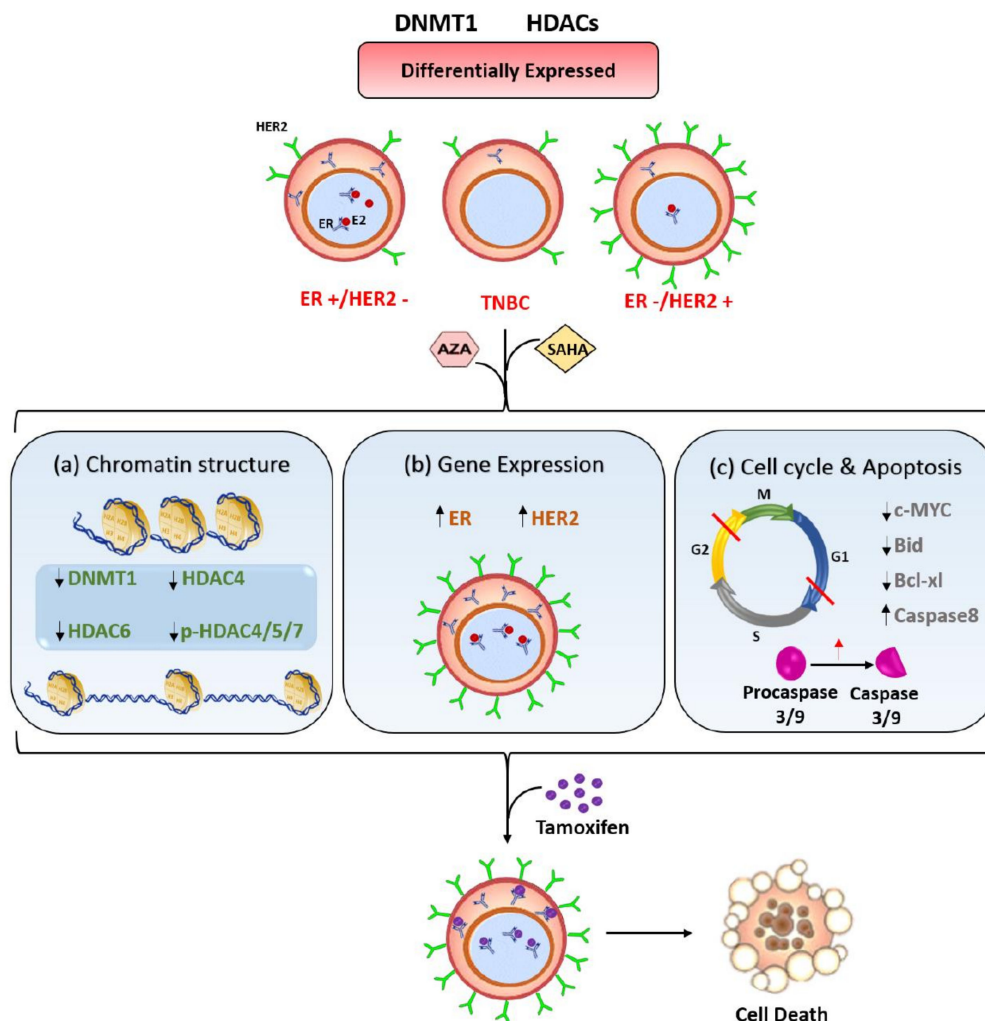 DNMT1 HDACs
Differentially Expressed
HER2
ER E2
ER +/HER2 -
TNBC
ER -/HER2 +
AZA
SAHA
(a) Chromatin structure
↓DNMT1 ↓HDAC4
↓HDAC6 ↓p-HDAC4/5/7
(b) Gene Expression
↑ER ↑HER2
(c) Cell cycle & Apoptosis
M
G2
G1
S
↓c-MYC
↓Bid
↓Bcl-xl
↑Caspase8
Procaspase
3/9
Caspase
3/9
Tamoxifen
Cell Death